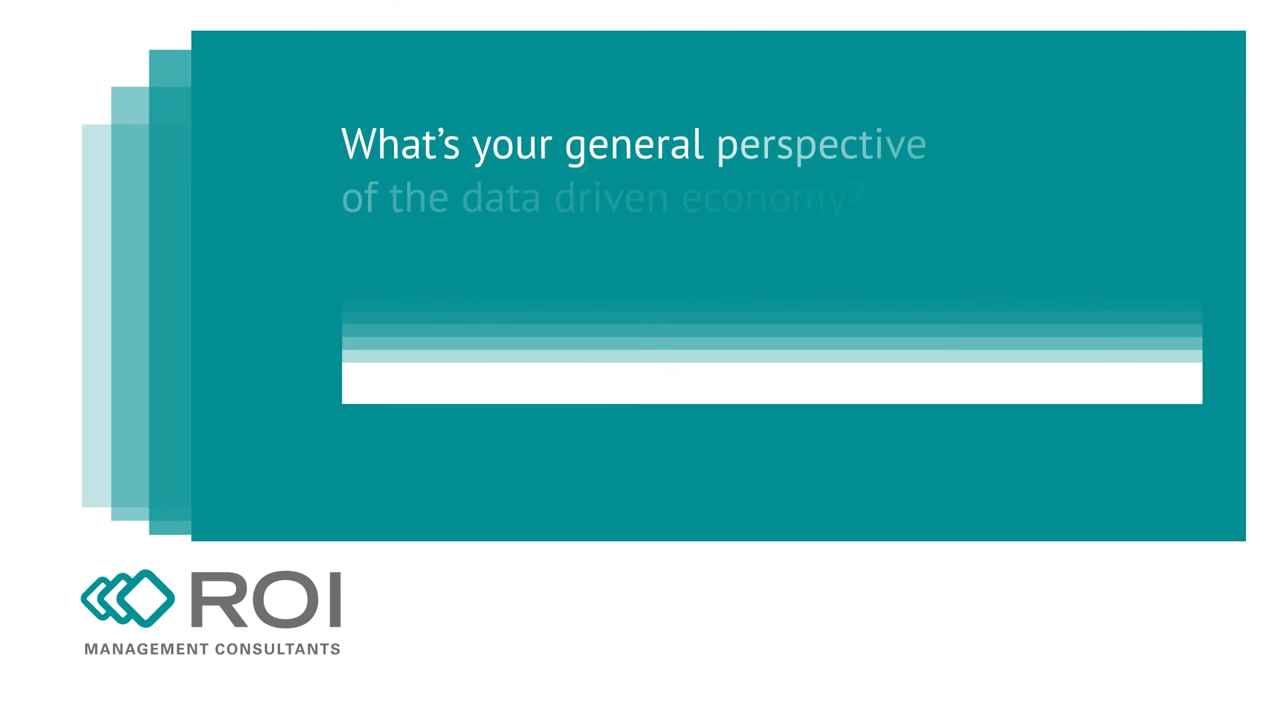 What's your general perspective
of the data driven economy?
ROI
MANAGEMENT CONSULTANTS